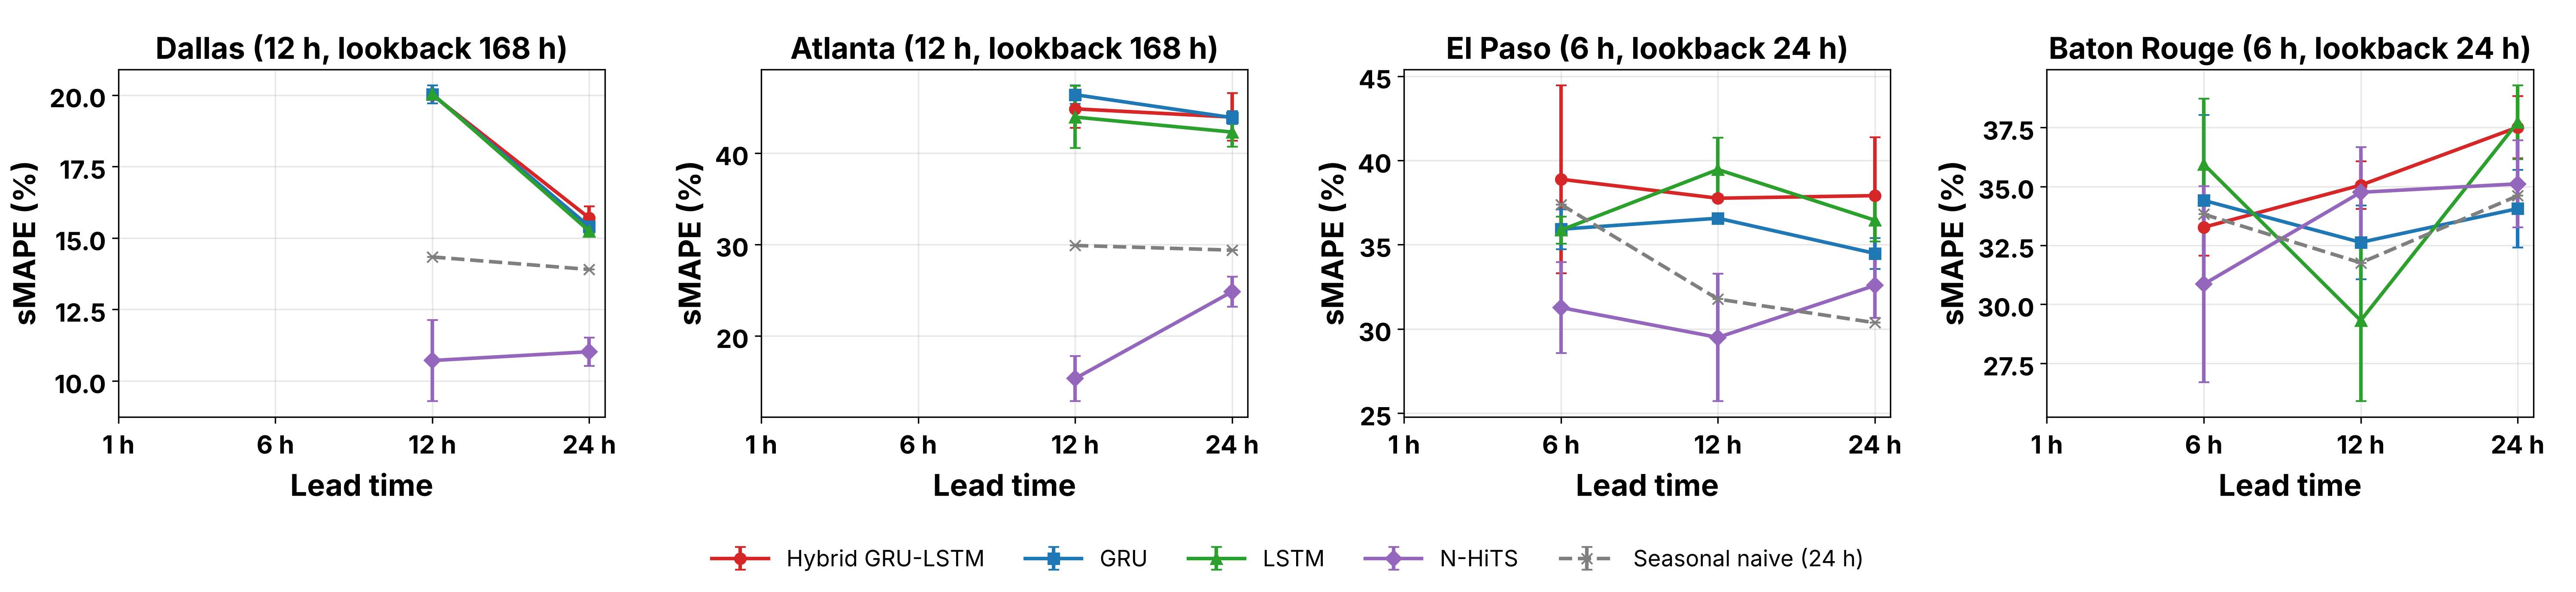 Dallas (12 h, lookback 168 h)
sMAPE (%)
20.0
17.5
15.0
12.5
10.0
1 h
6 h
12 h
24 h
Lead time
Atlanta (12 h, lookback 168 h)
sMAPE (%)
40
30
20
1 h
6 h
12 h
24 h
Lead time
El Paso (6 h, lookback 24 h)
sMAPE (%)
45
40
35
30
25
1 h
6 h
12 h
24 h
Lead time
Baton Rouge (6 h, lookback 24 h)
sMAPE (%)
37.5
35.0
32.5
30.0
27.5
1 h
6 h
12 h
24 h
Lead time
Hybrid GRU-LSTM
GRU
LSTM
N-HiTS
Seasonal naive (24 h)